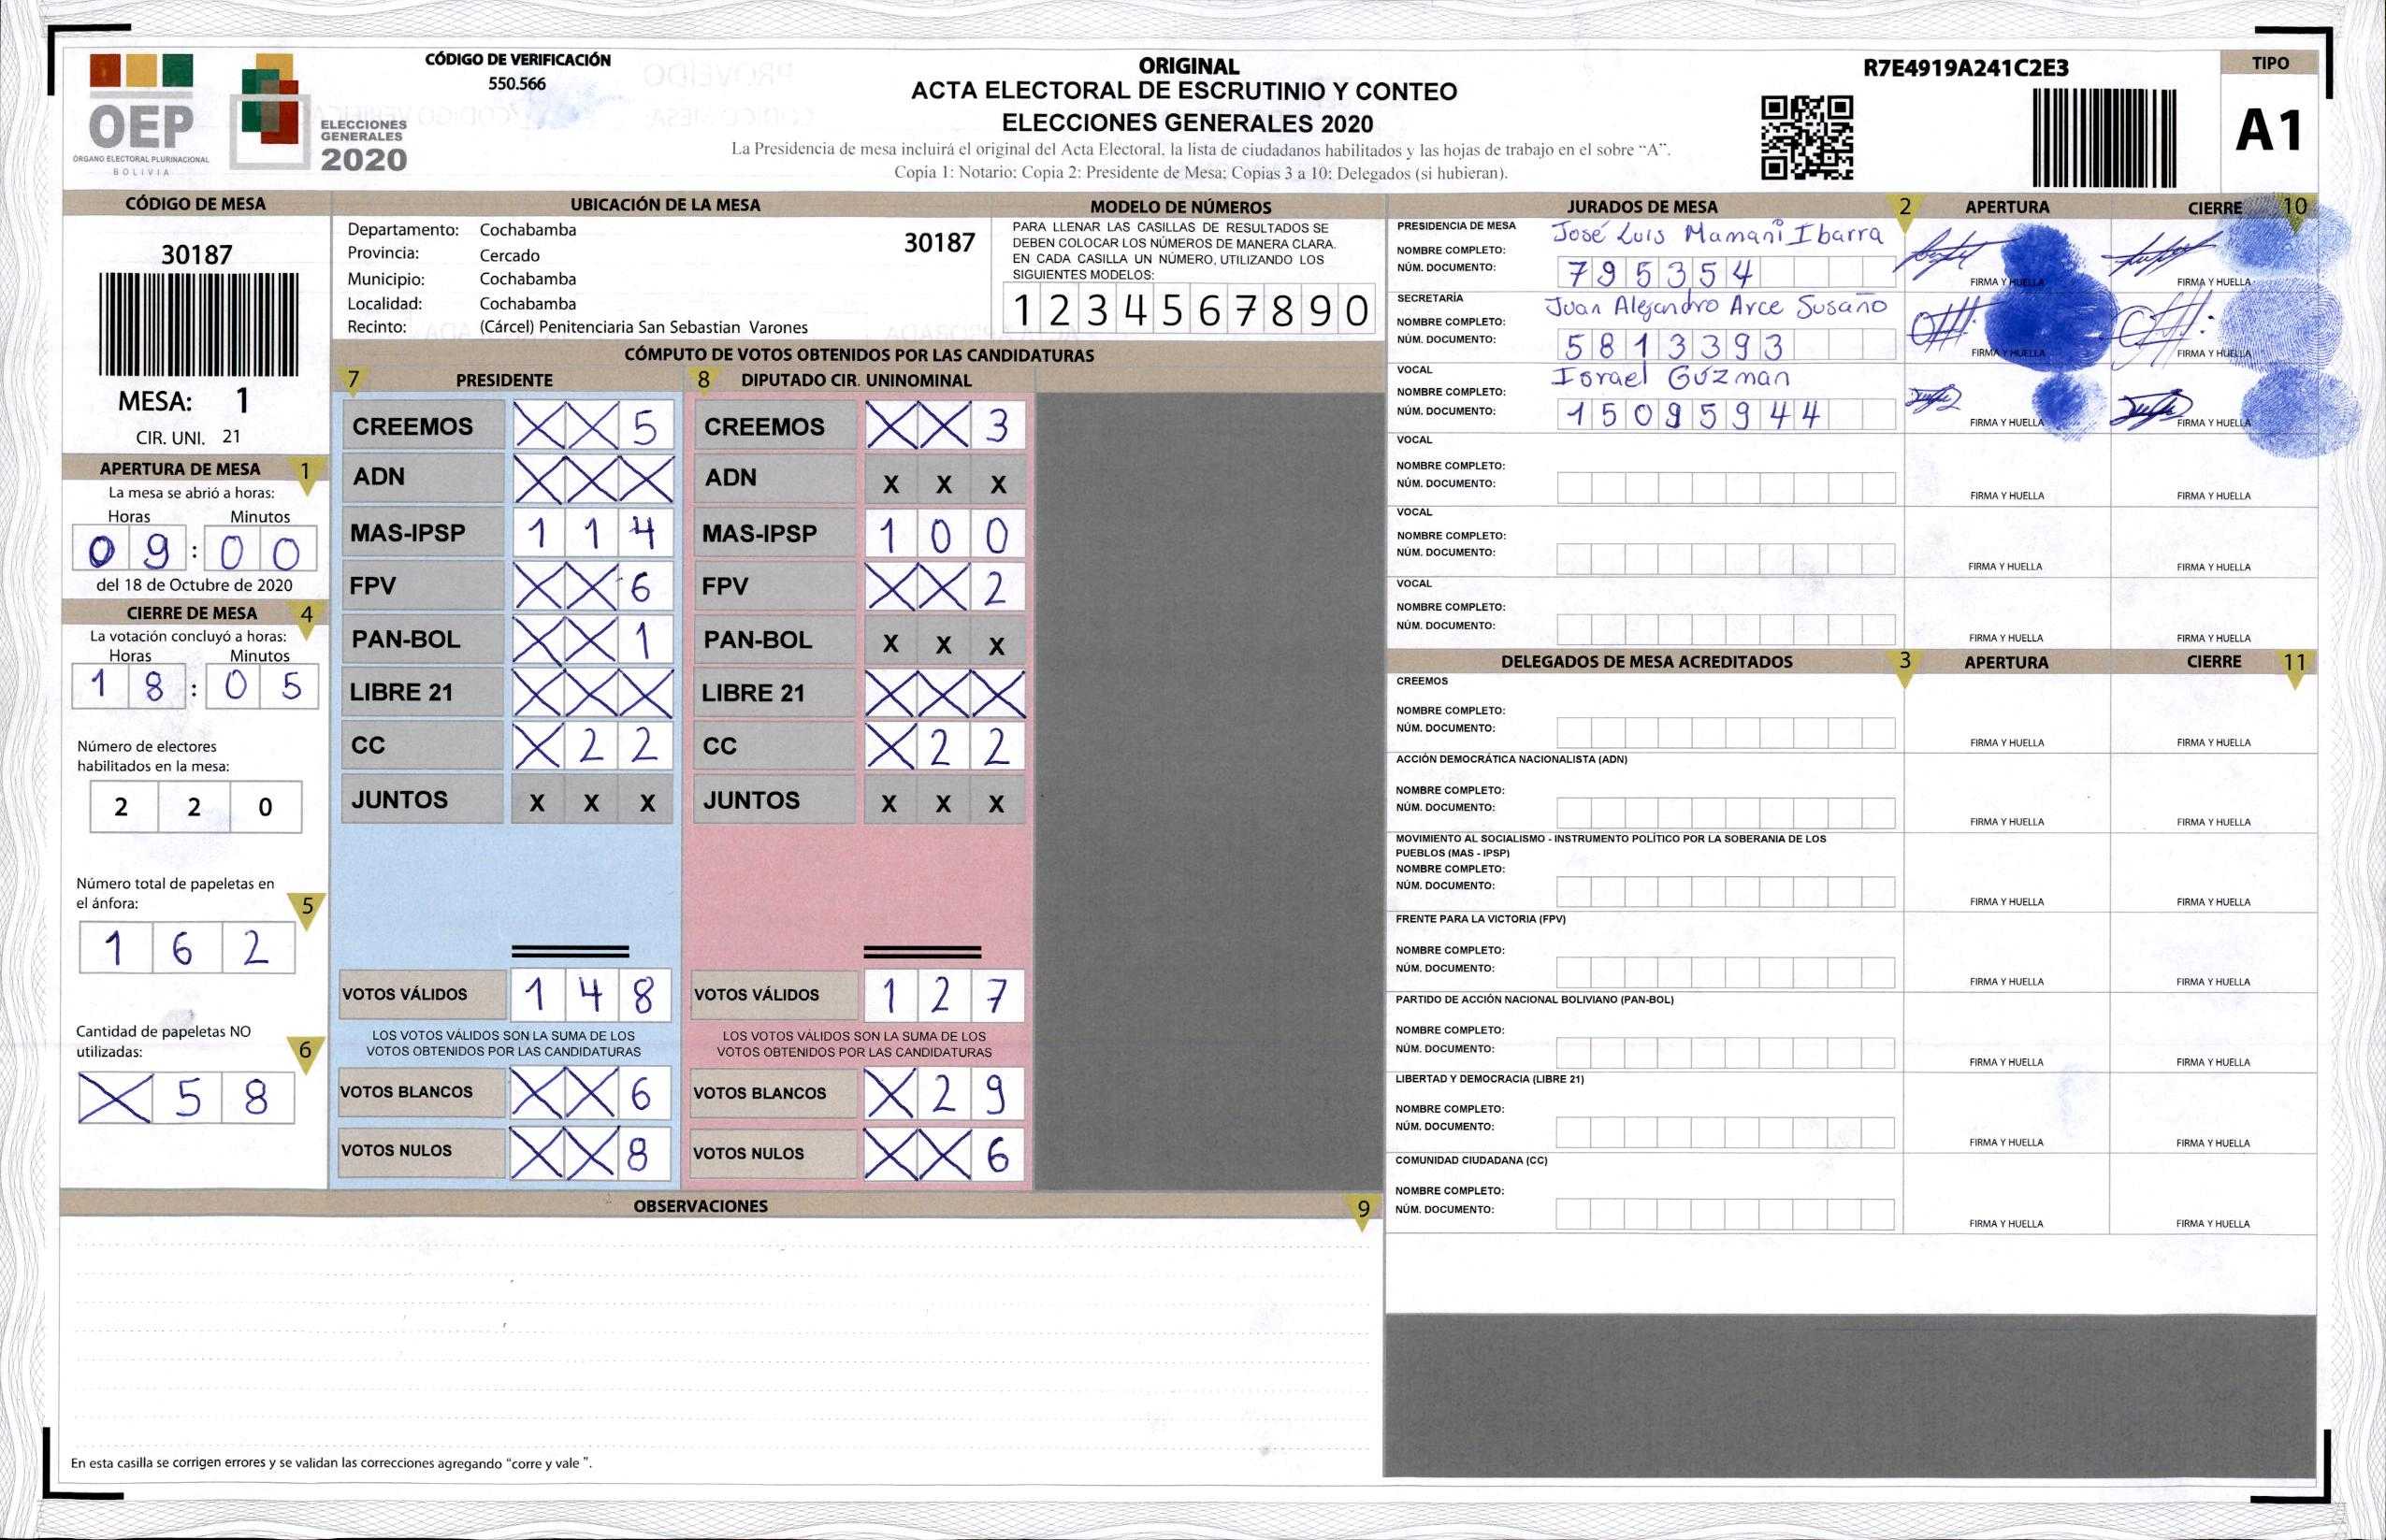 OEP
ÓRGANO ELECTORAL PLURINACIONAL
BOLIVIA
ELECCIONES
GENERALES
2020
CÓDIGO DE VERIFICACIÓN
550.566
ORIGINAL
ACTA ELECTORAL DE ESCRUTINIO Y CONTEO
ELECCIONES GENERALES 2020
La Presidencia de mesa incluirá el original del Acta Electoral, la lista de ciudadanos habilitados y las hojas de trabajo en el sobre “A”.
Copia 1: Notario; Copia 2: Presidente de Mesa; Copias 3 a 10: Delegados (si hubieran).
R7E4919A241C2E3
TIPO
A1
CÓDIGO DE MESA
30187
MESA: 1
CIR. UNI. 21
APERTURA DE MESA 1
La mesa se abrió a horas:
Horas Minutos
0 9 : 0 0
del 18 de Octubre de 2020
CIERRE DE MESA 4
La votación concluyó a horas:
Horas Minutos
1 8 : 0 5
Número de electores
habilitados en la mesa:
2 2 0
Número total de papeletas en
el ánfora: 5
1 6 2
Cantidad de papeletas NO
utilizadas: 6
X 5 8
UBICACIÓN DE LA MESA
Departamento: Cochabamba
30187
Provincia: Cercado
Municipio: Cochabamba
Localidad: Cochabamba
Recinto: (Cárcel) Penitenciaria San Sebastian Varones
MODELO DE NÚMEROS
PARA LLENAR LAS CASILLAS DE RESULTADOS SE
DEBEN COLOCAR LOS NÚMEROS DE MANERA CLARA.
EN CADA CASILLA UN NÚMERO, UTILIZANDO LOS
SIGUIENTES MODELOS:
1 2 3 4 5 6 7 8 9 0
CÓMPUTO DE VOTOS OBTENIDOS POR LAS CANDIDATURAS
7 PRESIDENTE
CREEMOS X X 5
ADN X X X
MAS-IPSP 1 1 4
FPV X X 6
PAN-BOL X X 1
LIBRE 21 X X X
CC X 2 2
JUNTOS X X X
VOTOS VÁLIDOS 1 4 8
LOS VOTOS VÁLIDOS SON LA SUMA DE LOS
VOTOS OBTENIDOS POR LAS CANDIDATURAS
VOTOS BLANCOS X X 6
VOTOS NULOS X X 8
8 DIPUTADO CIR. UNINOMINAL
CREEMOS X X 3
ADN X X X
MAS-IPSP 1 0 0
FPV X X 2
PAN-BOL X X X
LIBRE 21 X X X
CC X 2 2
JUNTOS X X X
VOTOS VÁLIDOS 1 2 7
LOS VOTOS VÁLIDOS SON LA SUMA DE LOS
VOTOS OBTENIDOS POR LAS CANDIDATURAS
VOTOS BLANCOS X 2 9
VOTOS NULOS X X 6
OBSERVACIONES 9
En esta casilla se corrigen errores y se validan las correcciones agregando “corre y vale ”.
JURADOS DE MESA 2 APERTURA CIERRE 10
PRESIDENCIA DE MESA
NOMBRE COMPLETO: José Luis Mamani Ibarra
NÚM. DOCUMENTO: 7 9 5 3 5 4
FIRMA Y HUELLA FIRMA Y HUELLA
SECRETARÍA
NOMBRE COMPLETO: Juan Alejandro Arce Susaño
NÚM. DOCUMENTO: 5 8 1 3 3 9 3
FIRMA Y HUELLA FIRMA Y HUELLA
VOCAL
NOMBRE COMPLETO: Israel Gúzman
NÚM. DOCUMENTO: 1 5 0 9 5 9 4 4
FIRMA Y HUELLA FIRMA Y HUELLA
VOCAL
NOMBRE COMPLETO:
NÚM. DOCUMENTO:
FIRMA Y HUELLA FIRMA Y HUELLA
VOCAL
NOMBRE COMPLETO:
NÚM. DOCUMENTO:
FIRMA Y HUELLA FIRMA Y HUELLA
VOCAL
NOMBRE COMPLETO:
NÚM. DOCUMENTO:
FIRMA Y HUELLA FIRMA Y HUELLA
DELEGADOS DE MESA ACREDITADOS 3 APERTURA CIERRE 11
CREEMOS
NOMBRE COMPLETO:
NÚM. DOCUMENTO:
FIRMA Y HUELLA FIRMA Y HUELLA
ACCIÓN DEMOCRÁTICA NACIONALISTA (ADN)
NOMBRE COMPLETO:
NÚM. DOCUMENTO:
FIRMA Y HUELLA FIRMA Y HUELLA
MOVIMIENTO AL SOCIALISMO - INSTRUMENTO POLÍTICO POR LA SOBERANIA DE LOS
PUEBLOS (MAS - IPSP)
NOMBRE COMPLETO:
NÚM. DOCUMENTO:
FIRMA Y HUELLA FIRMA Y HUELLA
FRENTE PARA LA VICTORIA (FPV)
NOMBRE COMPLETO:
NÚM. DOCUMENTO:
FIRMA Y HUELLA FIRMA Y HUELLA
PARTIDO DE ACCIÓN NACIONAL BOLIVIANO (PAN-BOL)
NOMBRE COMPLETO:
NÚM. DOCUMENTO:
FIRMA Y HUELLA FIRMA Y HUELLA
LIBERTAD Y DEMOCRACIA (LIBRE 21)
NOMBRE COMPLETO:
NÚM. DOCUMENTO:
FIRMA Y HUELLA FIRMA Y HUELLA
COMUNIDAD CIUDADANA (CC)
NOMBRE COMPLETO:
NÚM. DOCUMENTO:
FIRMA Y HUELLA FIRMA Y HUELLA